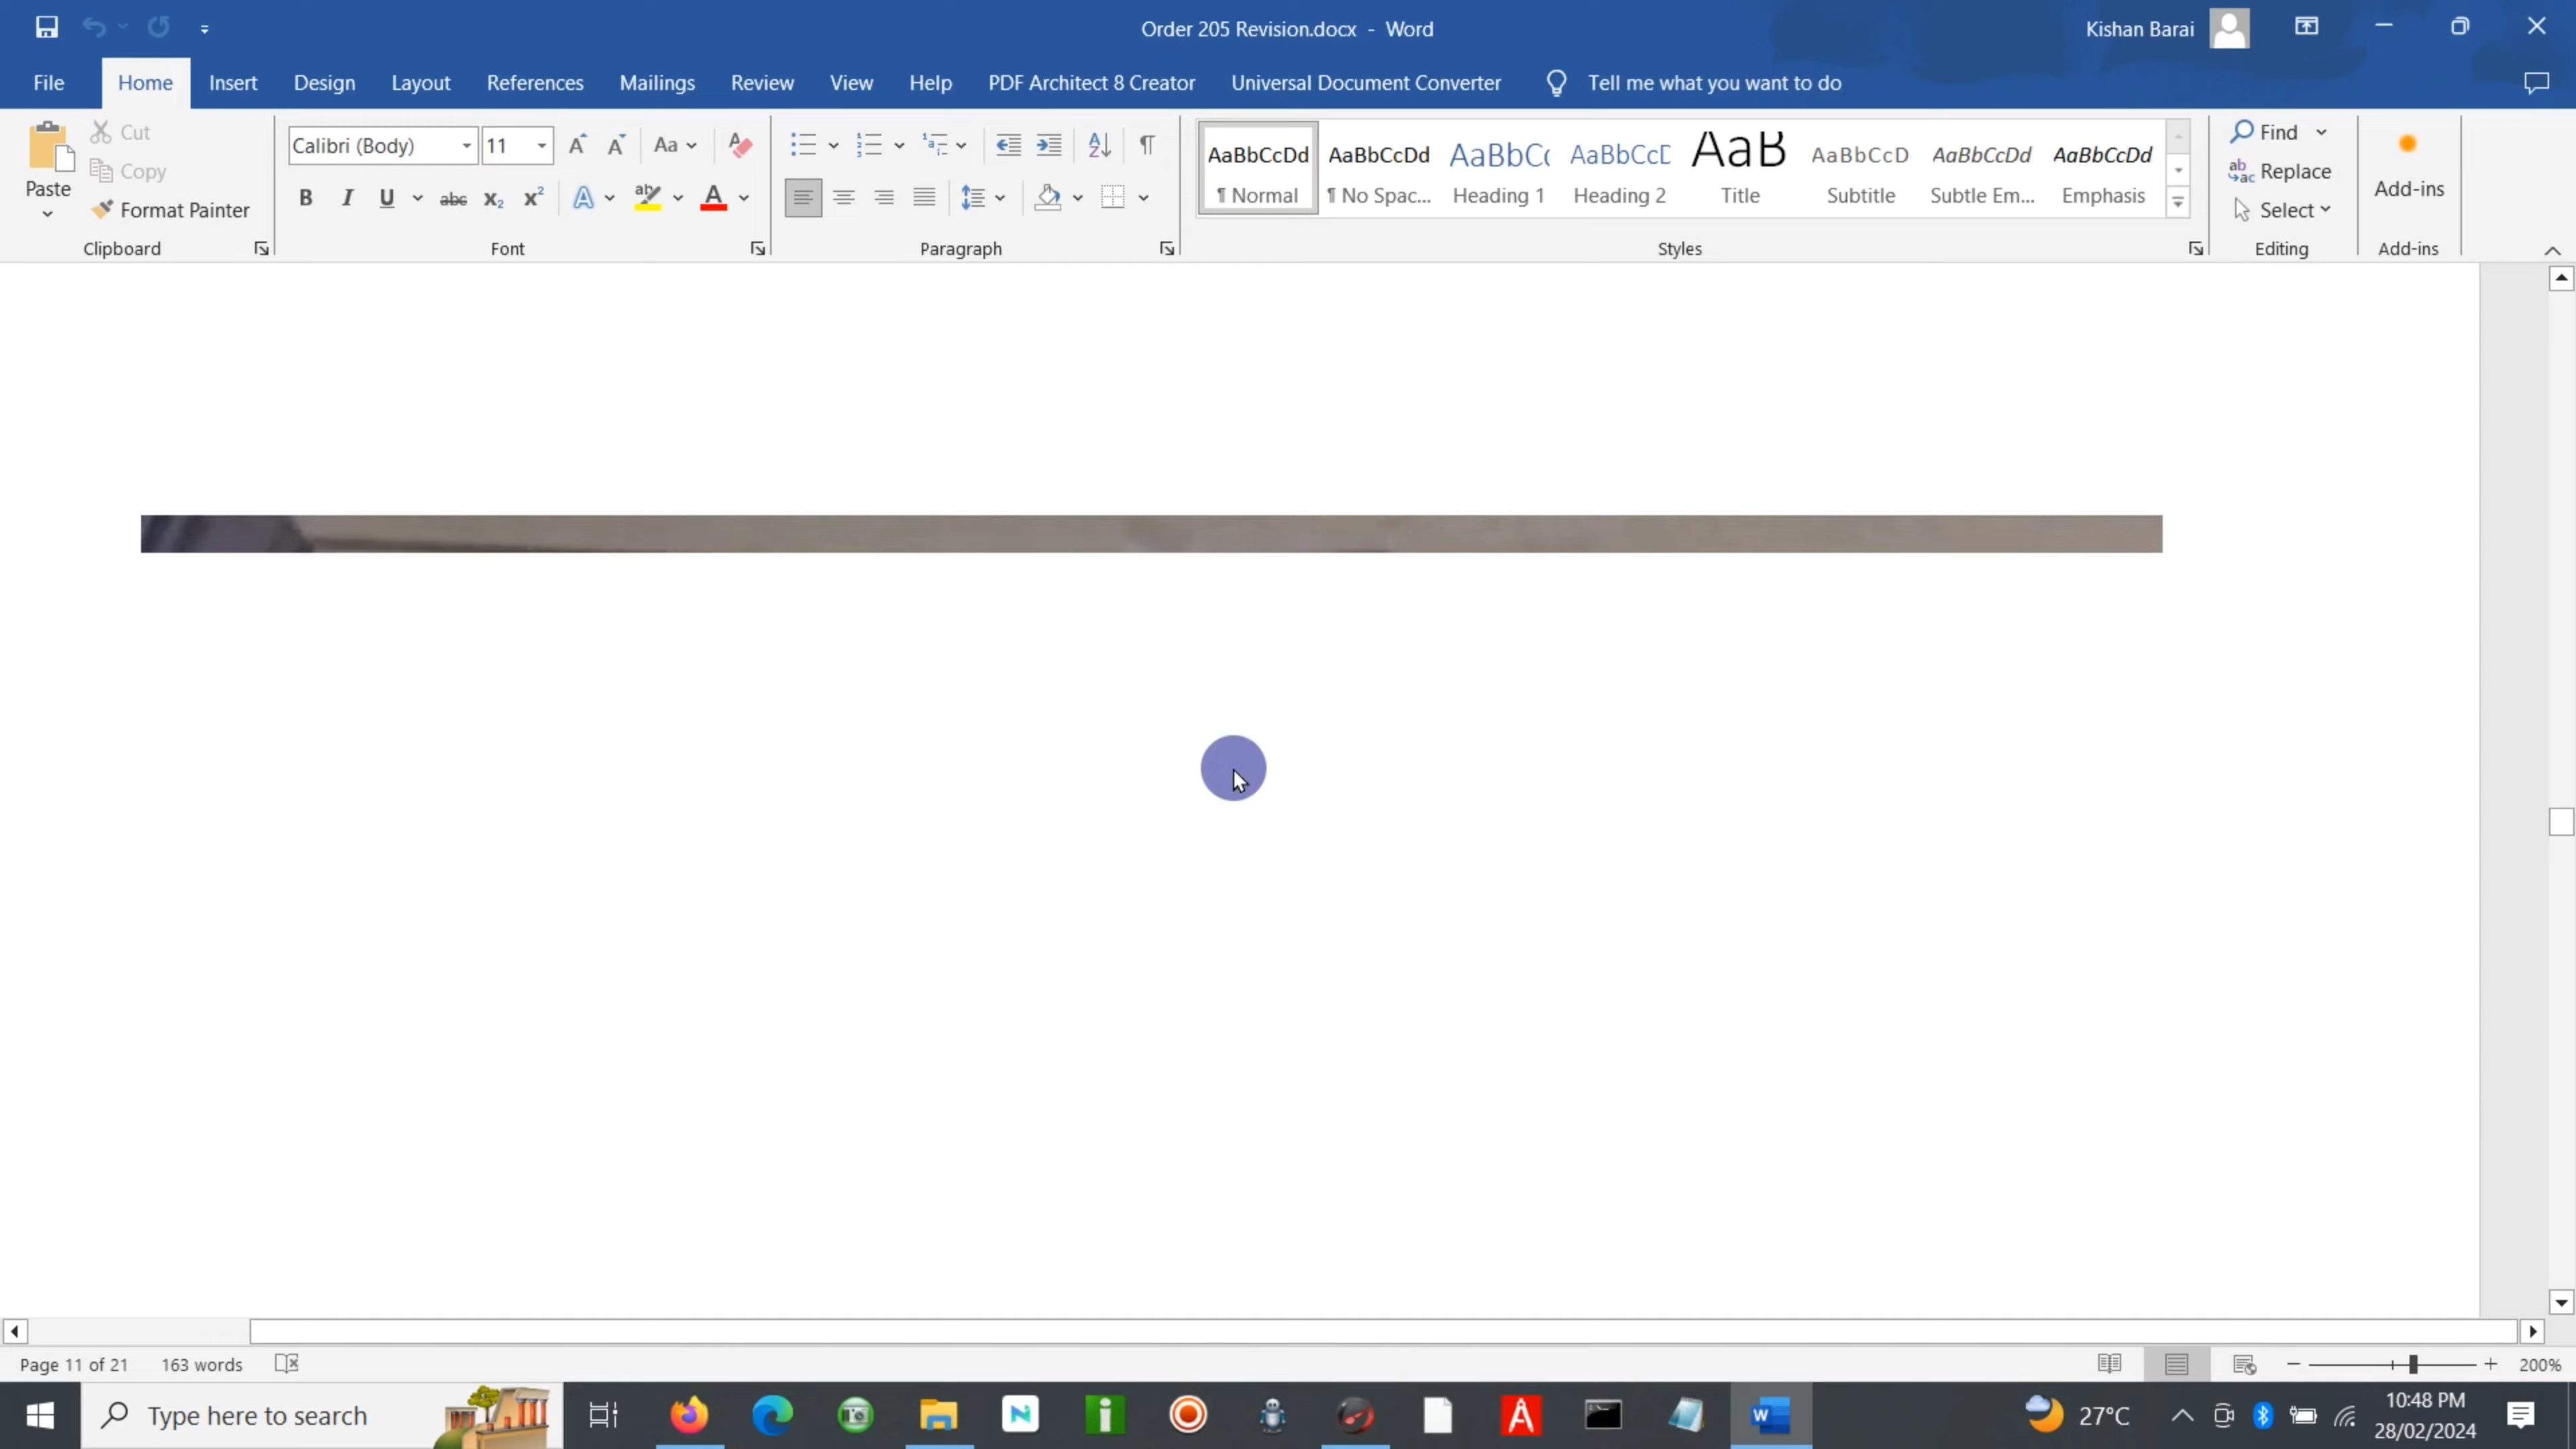 Order 205 Revision.docx - Word
Kishan Barai
File Home Insert Design Layout References Mailings Review View Help PDF Architect 8 Creator Universal Document Converter Tell me what you want to do
Paste
Cut
Copy
Format Painter
Clipboard
Calibri (Body) 11
Font
Paragraph
AaBbCcDd AaBbCcDd AaBbCc AaBbCcD AaB AaBbCcD AaBbCcDd AaBbCcDd
¶ Normal ¶ No Spac... Heading 1 Heading 2 Title Subtitle Subtle Em... Emphasis
Styles
Find
Replace
Select
Editing
Add-ins
Add-ins
Page 11 of 21 163 words
200%
Type here to search
27°C
10:48 PM
28/02/2024